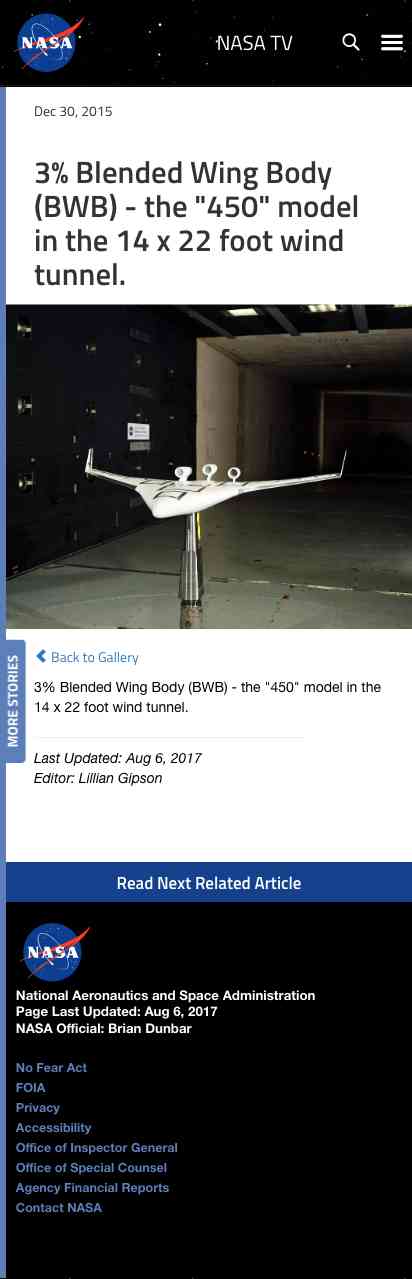 NASA
NASA TV
Dec 30, 2015
3% Blended Wing Body
(BWB) - the "450" model
in the 14 x 22 foot wind
tunnel.
Back to Gallery
3% Blended Wing Body (BWB) - the "450" model in the
14 x 22 foot wind tunnel.
MORE STORIES
Last Updated: Aug 6, 2017
Editor: Lillian Gipson
Read Next Related Article
NASA
National Aeronautics and Space Administration
Page Last Updated: Aug 6, 2017
NASA Official: Brian Dunbar
No Fear Act
FOIA
Privacy
Accessibility
Office of Inspector General
Office of Special Counsel
Agency Financial Reports
Contact NASA